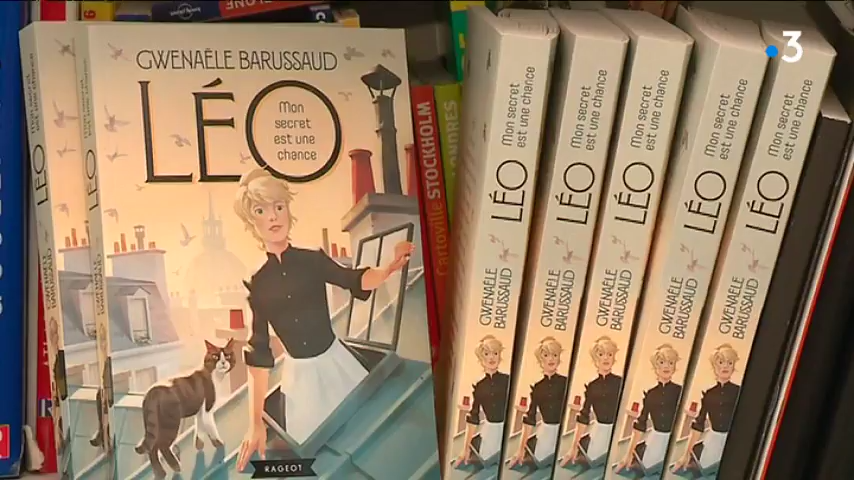 GWENAËLE BARUSSAUD
LÉO
Mon
secret
est une
chance
RAGEOT
LÉO
LÉO
Cartoville STOCKHOLM
LONDRES
GWENAËLE BARUSSAUD
LÉO
Mon secret est une chance
GWENAËLE BARUSSAUD
LÉO
Mon secret est une chance
GWENAËLE BARUSSAUD
LÉO
Mon secret est une chance
GWENAËLE BARUSSAUD
LÉO
Mon secret est une chance
GWENAËLE BARUSSAUD
LÉO
Mon secret est une chance
3